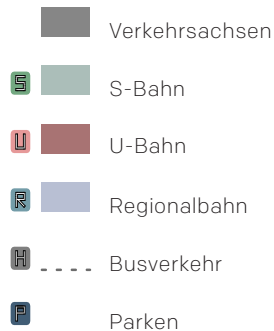 Verkehrsachsen
S S-Bahn
U U-Bahn
R Regionalbahn
H Busverkehr
P Parken